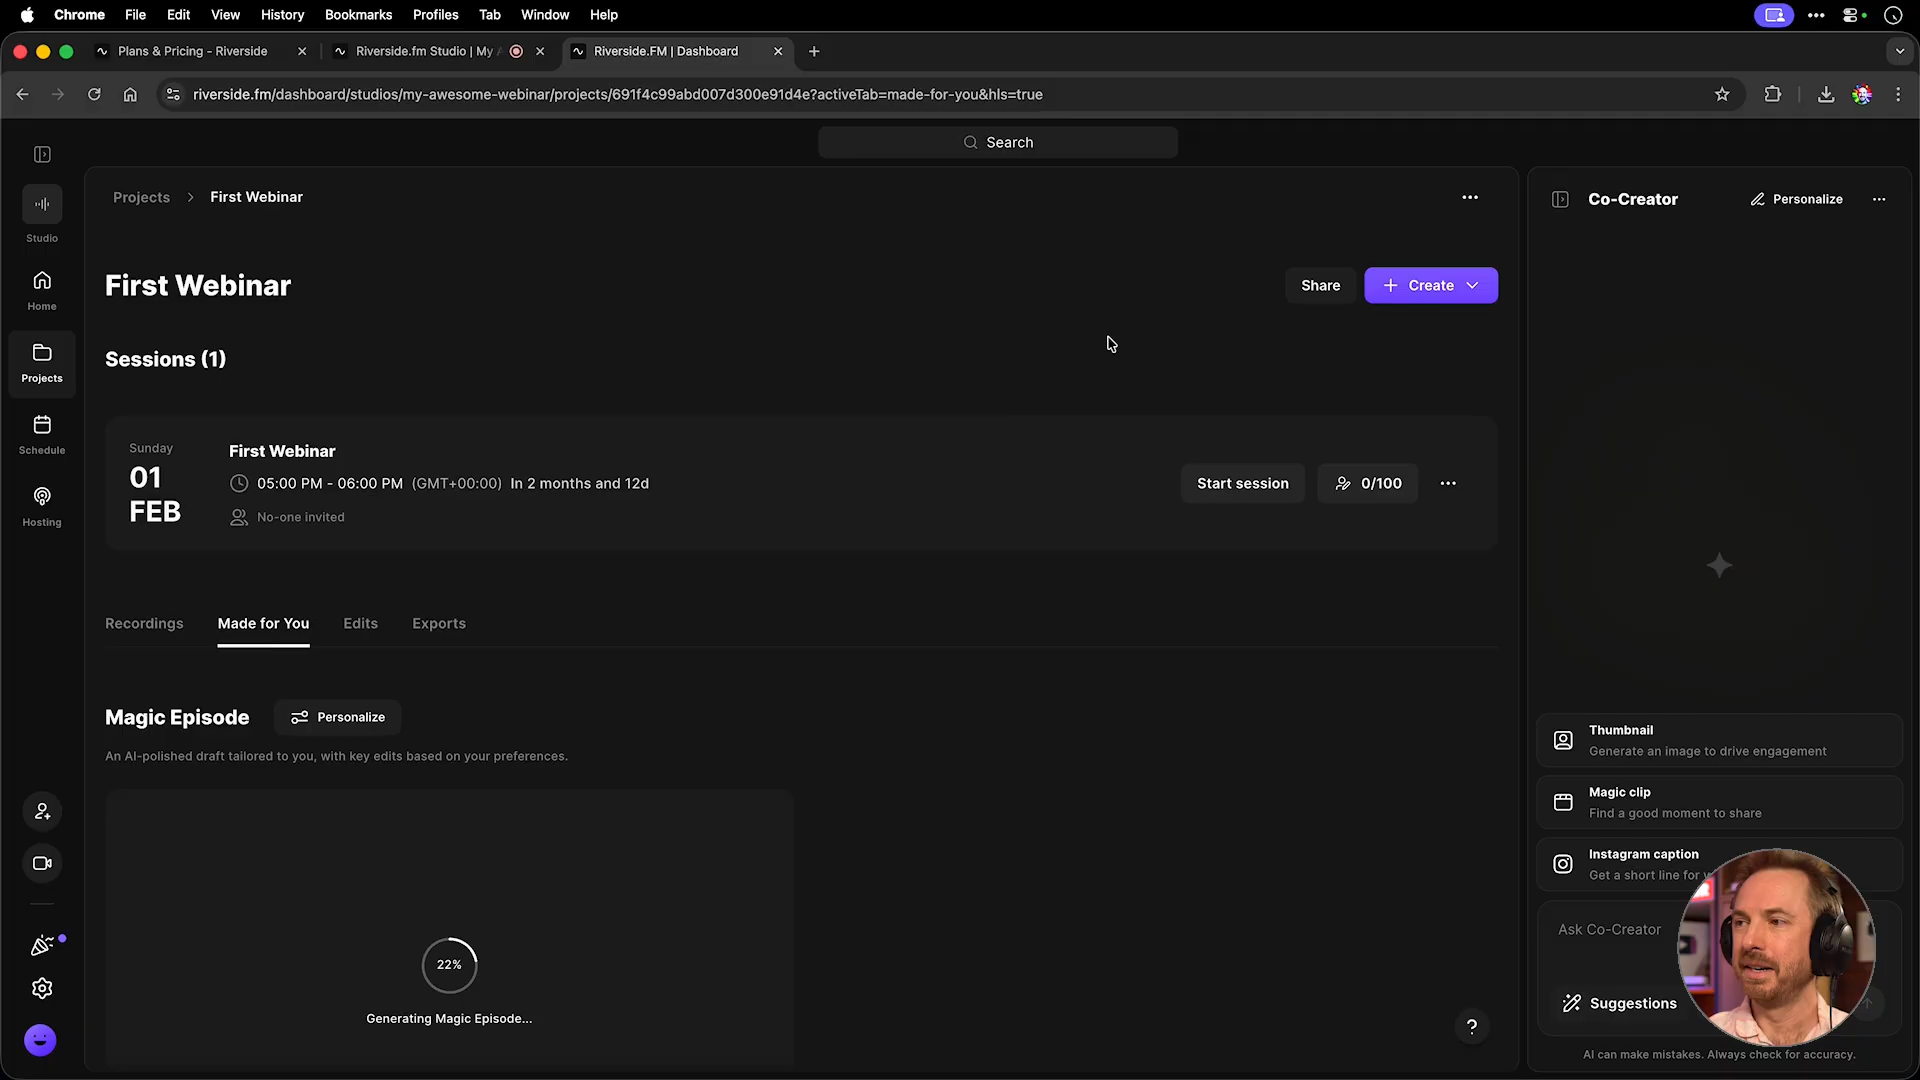 Chrome File Edit View History Bookmarks Profiles Tab Window Help
Plans & Pricing - Riverside
Riverside.fm Studio | My
Riverside.FM | Dashboard
riverside.fm/dashboard/studios/my-awesome-webinar/projects/691f4c99abd007d300e91d4e?activeTab=made-for-you&hls=true
Search
Studio
Home
Projects
Schedule
Hosting
Projects > First Webinar
First Webinar
Share
+ Create
Sessions (1)
Sunday
01
FEB
First Webinar
05:00 PM - 06:00 PM (GMT+00:00) In 2 months and 12d
No-one invited
Start session
0/100
Recordings
Made for You
Edits
Exports
Magic Episode
Personalize
An AI-polished draft tailored to you, with key edits based on your preferences.
22%
Generating Magic Episode...
?
Co-Creator
Personalize
Thumbnail
Generate an image to drive engagement
Magic clip
Find a good moment to share
Instagram caption
Get a short line for
Ask Co-Creator
Suggestions
AI can make mistakes. Always check for accuracy.